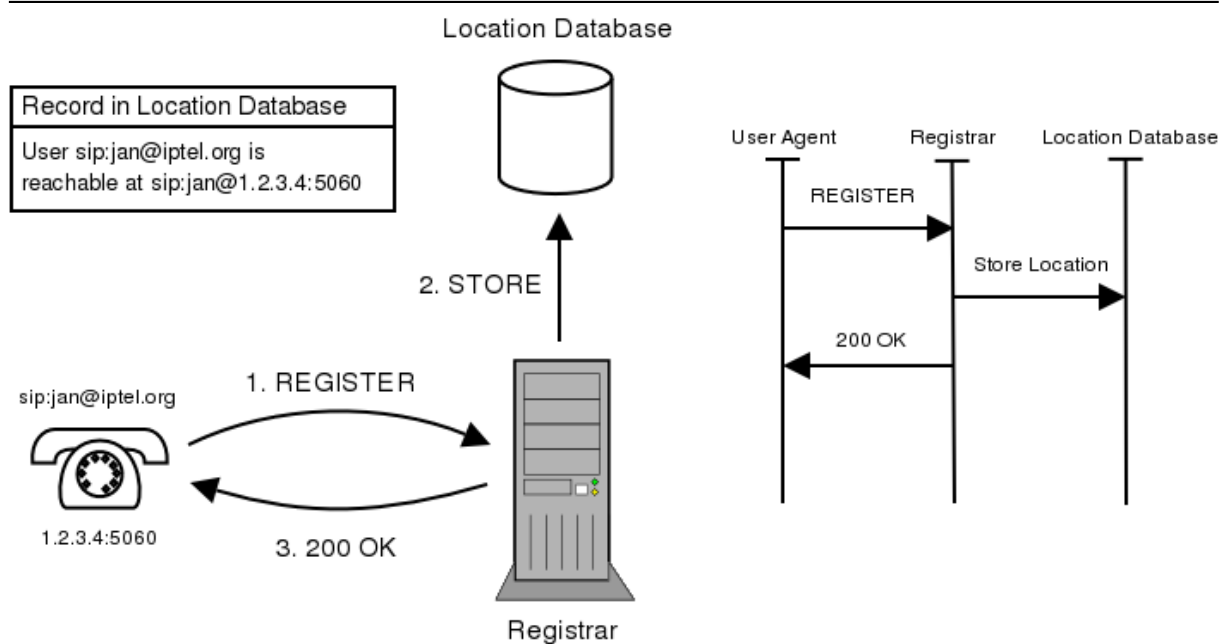 Location Database
Record in Location Database
User sip:jan@iptel.org is
reachable at sip:jan@1.2.3.4:5060
2. STORE
1. REGISTER
sip:jan@iptel.org
1.2.3.4:5060
3. 200 OK
Registrar
User Agent
Registrar
Location Database
REGISTER
Store Location
200 OK